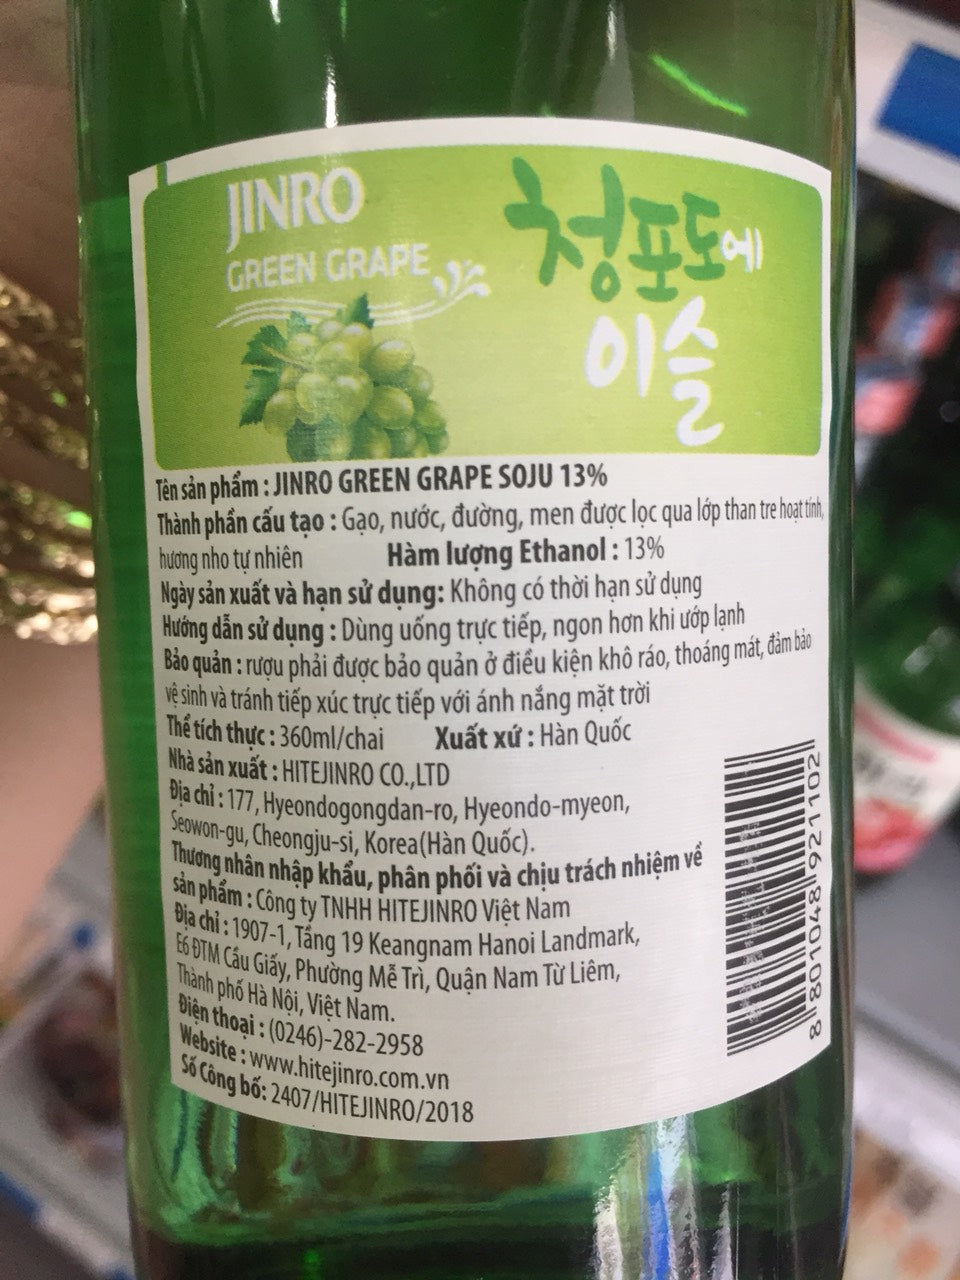 JINRO
GREEN GRAPE
청포도에
이슬
Tên sản phẩm : JINRO GREEN GRAPE SOJU 13%
Thành phần cấu tạo : Gạo, nước, đường, men được lọc qua lớp than tre hoạt tính,
hương nho tự nhiên Hàm lượng Ethanol : 13%
Ngày sản xuất và hạn sử dụng: Không có thời hạn sử dụng
Hướng dẫn sử dụng : Dùng uống trực tiếp, ngon hơn khi ướp lạnh
Bảo quản : rượu phải được bảo quản ở điều kiện khô ráo, thoáng mát, đảm bảo
vệ sinh và tránh tiếp xúc trực tiếp với ánh nắng mặt trời
Thể tích thực : 360ml/chai Xuất xứ : Hàn Quốc
Nhà sản xuất : HITEJINRO CO.,LTD
Địa chỉ : 177, Hyeondogongdan-ro, Hyeondo-myeon,
Seowon-gu, Cheongju-si, Korea(Hàn Quốc).
Thương nhân nhập khẩu, phân phối và chịu trách nhiệm về
sản phẩm : Công ty TNHH HITEJINRO Việt Nam
Địa chỉ : 1907-1, Tầng 19 Keangnam Hanoi Landmark,
E6 ĐTM Cầu Giấy, Phường Mễ Trì, Quận Nam Từ Liêm,
Thành phố Hà Nội, Việt Nam.
Điện thoại : (0246)-282-2958
Website : www.hitejinro.com.vn
Số Công bố: 2407/HITEJINRO/2018
8 801048 921102